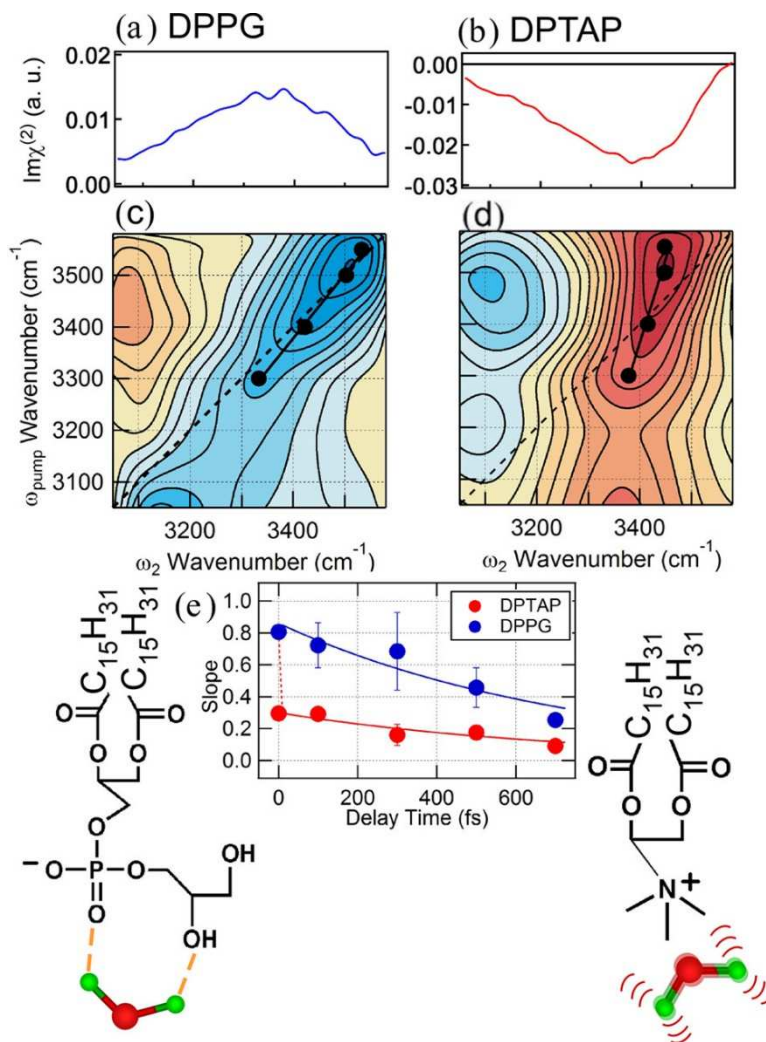 (a) DPPG
(b) DPTAP
Imχ(2) (a. u.)
0.02
0.01
0.00
0.00
-0.01
-0.02
-0.03
(c)
(d)
ωpump Wavenumber (cm-1)
3500
3400
3300
3200
3100
3200 3400
3200 3400
ω2 Wavenumber (cm-1)
ω2 Wavenumber (cm-1)
(e)
DPTAP
DPPG
Slope
1.0
0.8
0.6
0.4
0.2
0.0
0 200 400 600
Delay Time (fs)
C15H31
C15H31
O
O
O
O
O
−O
P
O
O
OH
OH
C15H31
C15H31
O
O
O
O
N+